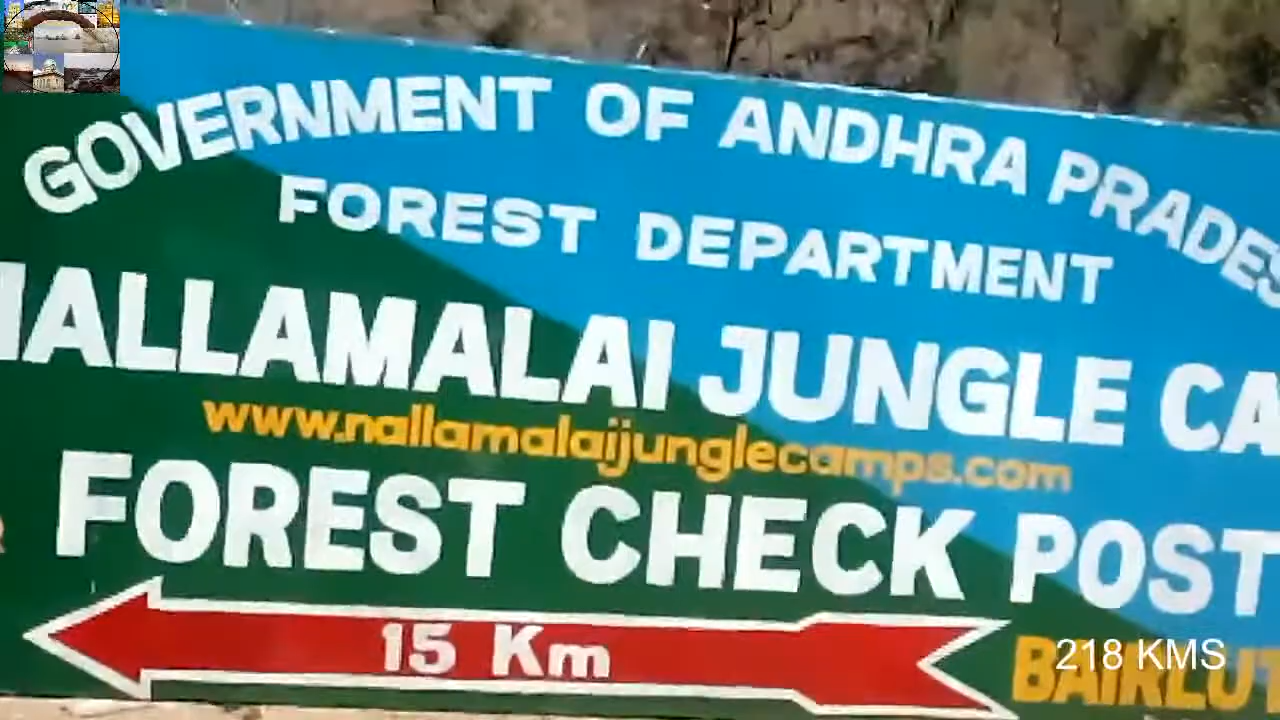 GOVERNMENT OF ANDHRA PRADES
FOREST DEPARTMENT
NALLAMALAI JUNGLE CA
www.nallamalaijunglecamps.com
FOREST CHECK POST
15 Km
BAIRLUT
218 KMS